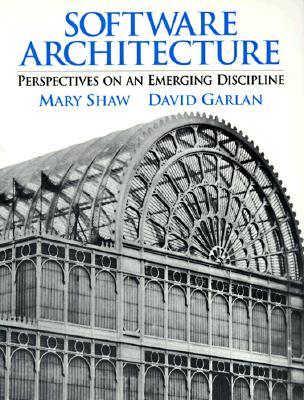 SOFTWARE
ARCHITECTURE
PERSPECTIVES ON AN EMERGING DISCIPLINE
MARY SHAW DAVID GARLAN